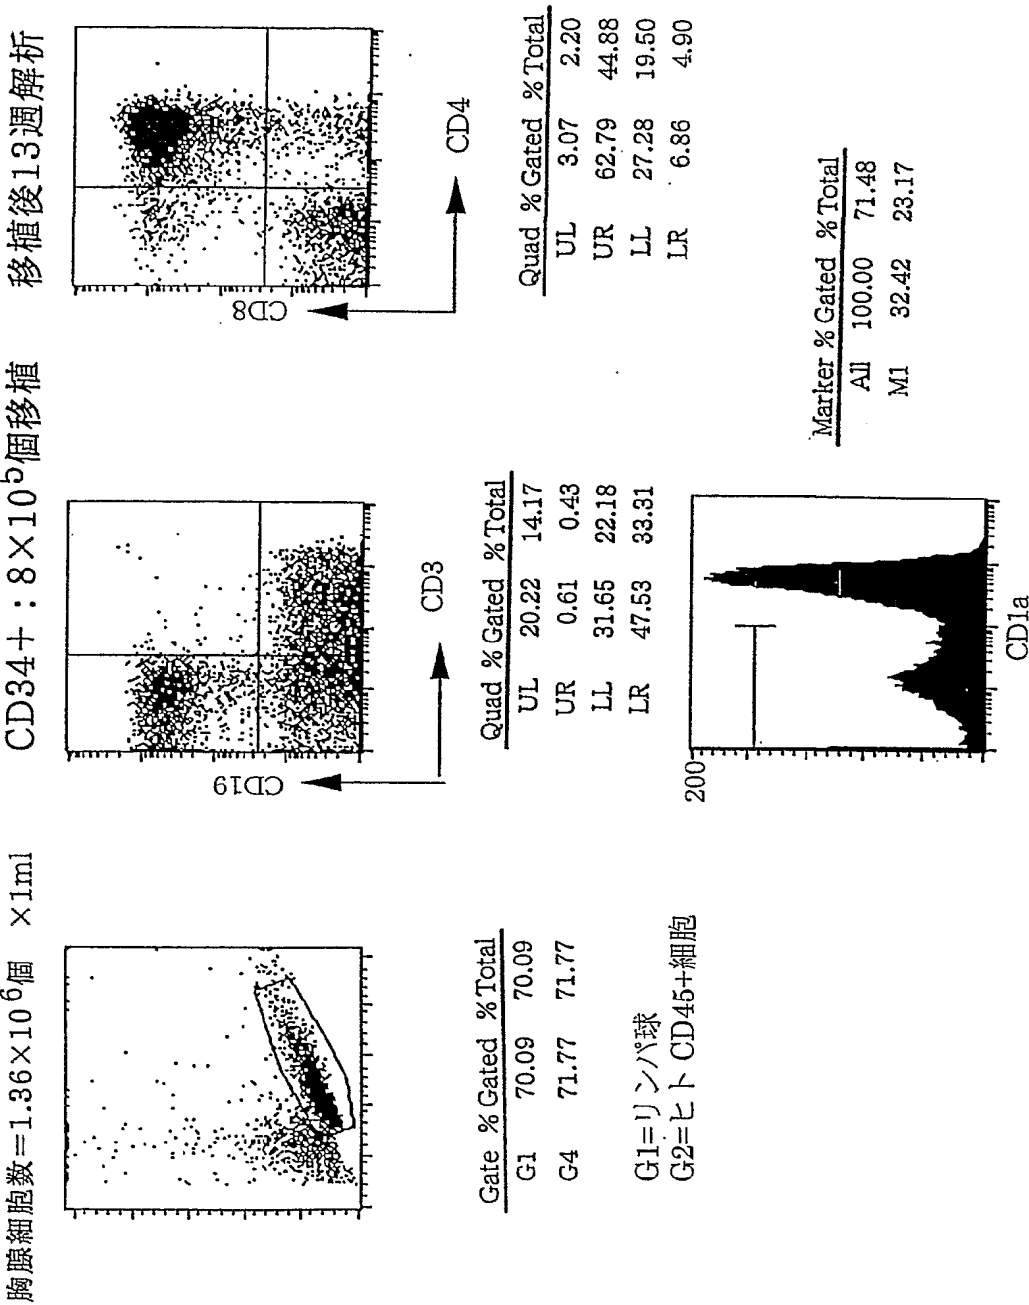 胸腺細胞数=1.36×10⁶個 ×1ml
CD34+:8×10⁵個移植
移植後13週解析
Gate % Gated % Total
G1 70.09 70.09
G4 71.77 71.77
G1=リンパ球
G2=ヒト CD45+細胞
CD19
CD3
Quad % Gated % Total
UL 20.22 14.17
UR 0.61 0.43
LL 31.65 22.18
LR 47.53 33.31
CD8
CD4
Quad % Gated % Total
UL 3.07 2.20
UR 62.79 44.88
LL 27.28 19.50
LR 6.86 4.90
200
CD1a
Marker % Gated % Total
All 100.00 71.48
M1 32.42 23.17